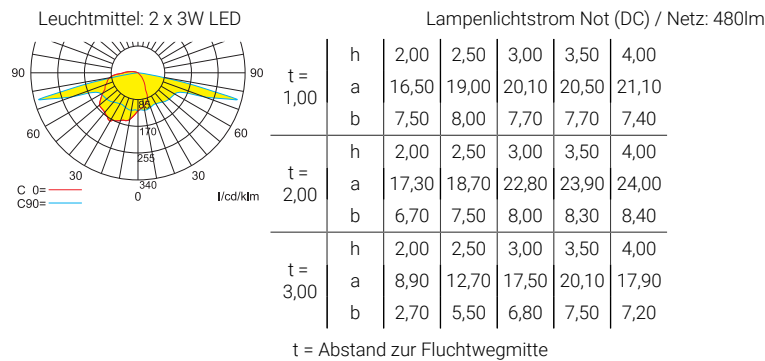 Leuchtmittel: 2 x 3W LED
Lampenlichtstrom Not (DC) / Netz: 480lm
90 90
60 60
30 30
85
170
255
340
0
C 0=
C90=
I/cd/klm
t = 1,00
h 2,00 2,50 3,00 3,50 4,00
a 16,50 19,00 20,10 20,50 21,10
b 7,50 8,00 7,70 7,70 7,40
t = 2,00
h 2,00 2,50 3,00 3,50 4,00
a 17,30 18,70 22,80 23,90 24,00
b 6,70 7,50 8,00 8,30 8,40
t = 3,00
h 2,00 2,50 3,00 3,50 4,00
a 8,90 12,70 17,50 20,10 17,90
b 2,70 5,50 6,80 7,50 7,20
t = Abstand zur Fluchtwegmitte